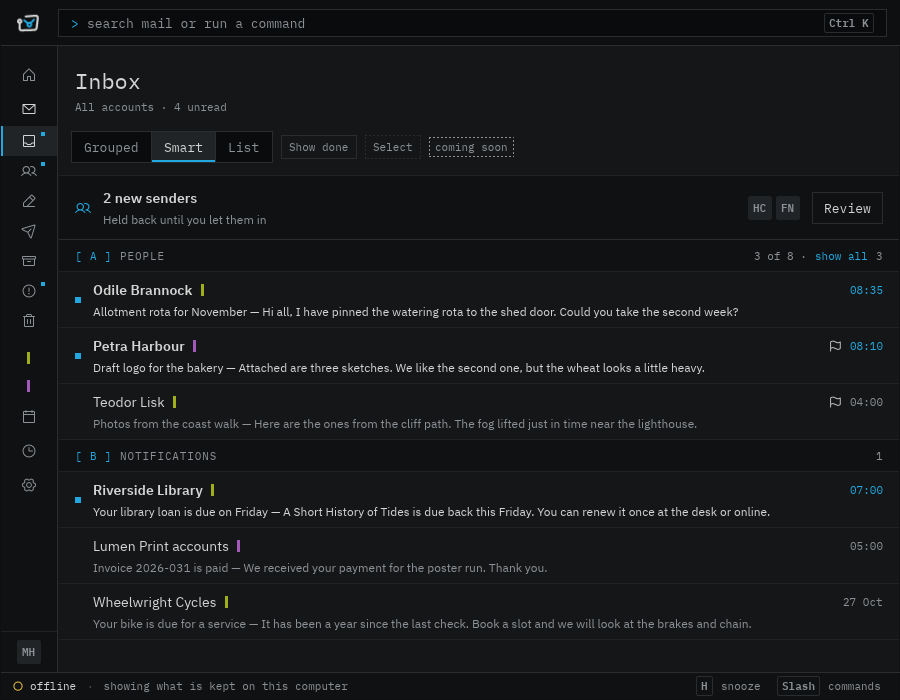 > search mail or run a command Ctrl K
Inbox
All accounts · 4 unread
Grouped Smart List Show done Select coming soon
2 new senders
Held back until you let them in
HC FN Review
[ A ] PEOPLE 3 of 8 · show all 3
Odile Brannock 08:35
Allotment rota for November — Hi all, I have pinned the watering rota to the shed door. Could you take the second week?
Petra Harbour 08:10
Draft logo for the bakery — Attached are three sketches. We like the second one, but the wheat looks a little heavy.
Teodor Lisk 04:00
Photos from the coast walk — Here are the ones from the cliff path. The fog lifted just in time near the lighthouse.
[ B ] NOTIFICATIONS 1
Riverside Library 07:00
Your library loan is due on Friday — A Short History of Tides is due back this Friday. You can renew it once at the desk or online.
Lumen Print accounts 05:00
Invoice 2026-031 is paid — We received your payment for the poster run. Thank you.
Wheelwright Cycles 27 Oct
Your bike is due for a service — It has been a year since the last check. Book a slot and we will look at the brakes and chain.
MH
offline · showing what is kept on this computer H snooze Slash commands